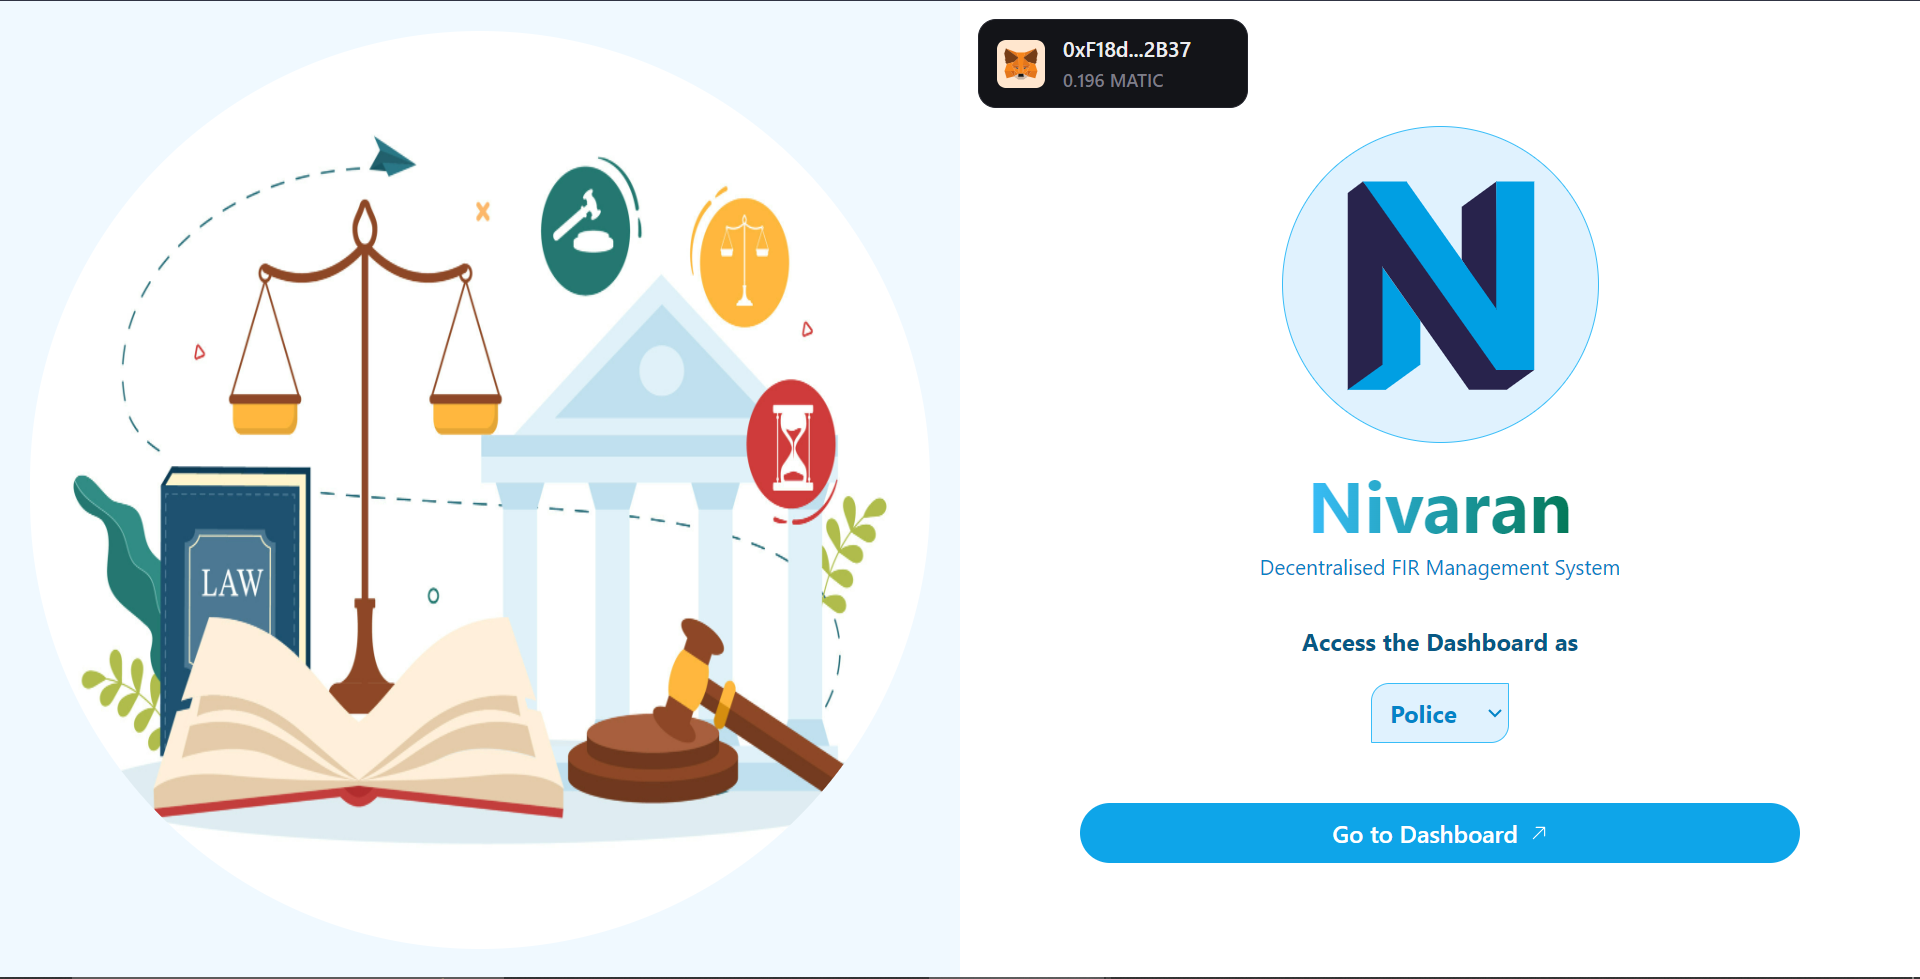 LAW
0xF18d...2B37
0.196 MATIC
N
Nivaran
Decentralised FIR Management System
Access the Dashboard as
Police
Go to Dashboard